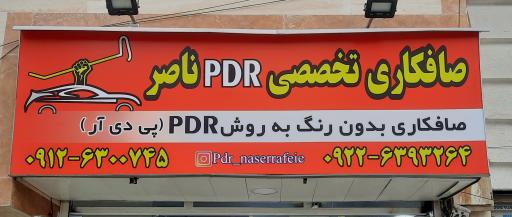 صافکاری تخصصی PDR ناصر
صافکاری بدون رنگ به روش PDR (پی دی آر)
۰۹۱۲-۶۳۰۰۷۴۵ Pdr_naserrafeie ۰۹۲۲-۶۳۹۳۲۶۴